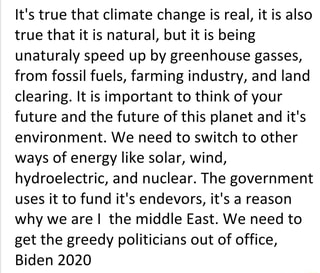 It's true that climate change is real, it is also
true that it is natural, but it is being
unaturaly speed up by greenhouse gasses,
from fossil fuels, farming industry, and land
clearing. It is important to think of your
future and the future of this planet and it's
environment. We need to switch to other
ways of energy like solar, wind,
hydroelectric, and nuclear. The government
uses it to fund it's endevors, it's a reason
why we are I  the middle East. We need to
get the greedy politicians out of office,
Biden 2020